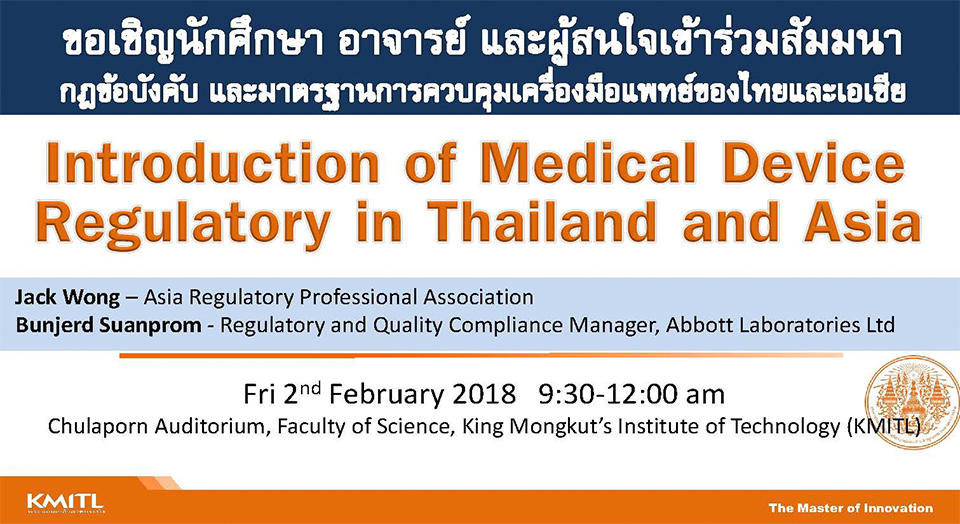 ขอเชิญนักศึกษา อาจารย์ และผู้สนใจเข้าร่วมสัมมนา
กฎข้อบังคับ และมาตรฐานการควบคุมเครื่องมือแพทย์ของไทยและเอเชีย
Introduction of Medical Device
Regulatory in Thailand and Asia
Jack Wong – Asia Regulatory Professional Association
Bunjerd Suanprom - Regulatory and Quality Compliance Manager, Abbott Laboratories Ltd
Fri 2nd February 2018 9:30-12:00 am
Chulaporn Auditorium, Faculty of Science, King Mongkut’s Institute of Technology (KMITL)
KMITL
The Master of Innovation